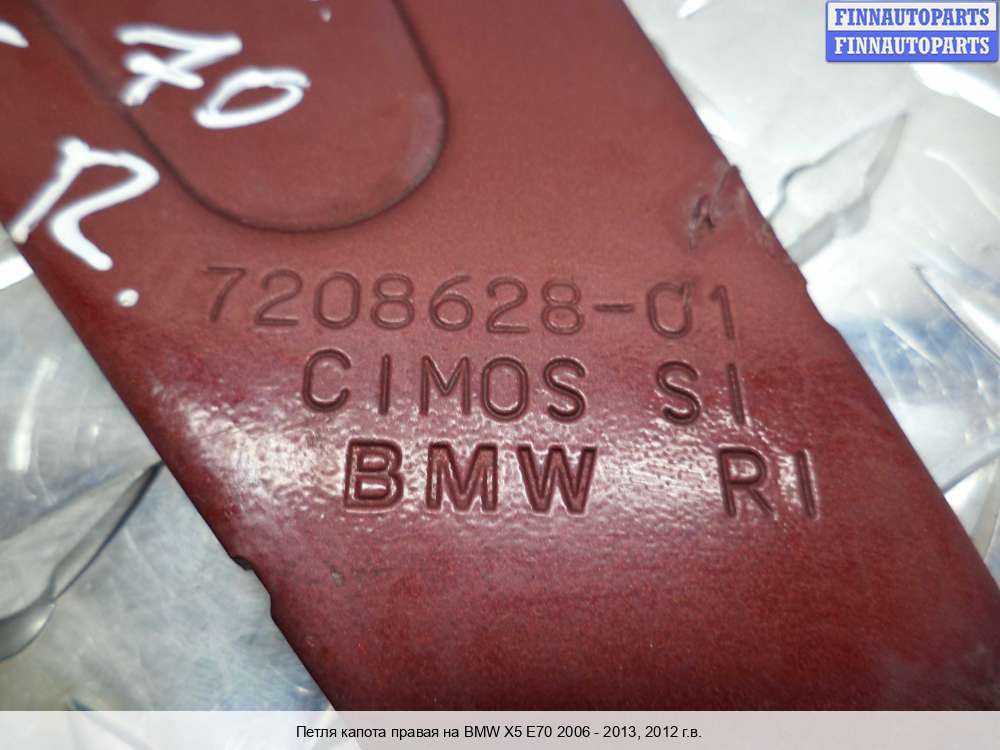 FINNAUTOPARTS
FINNAUTOPARTS
70
R.
7208628-01
CIMOS SI
BMW RI
Петля капота правая на BMW X5 E70 2006 - 2013, 2012 г.в.